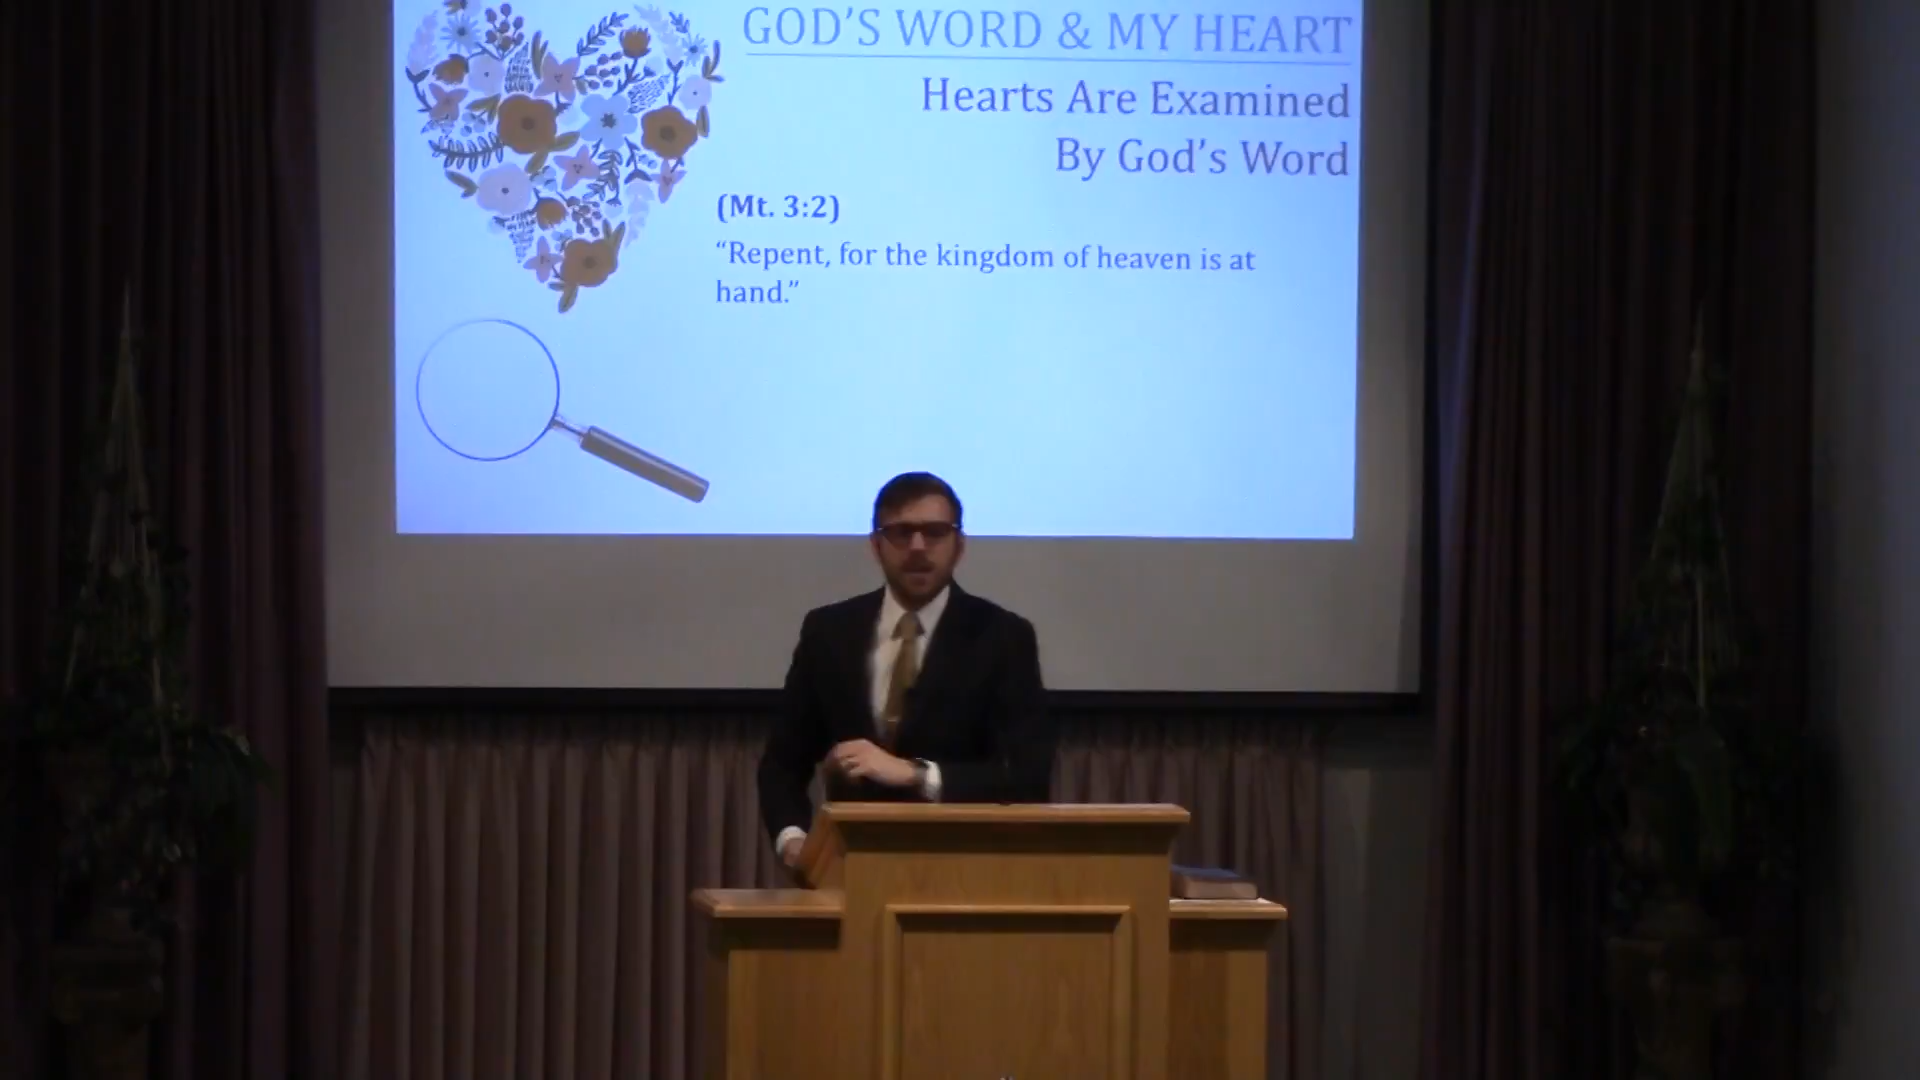 GOD'S WORD & MY HEART
Hearts Are Examined
By God's Word
(Mt. 3:2)
“Repent, for the kingdom of heaven is at
hand.”